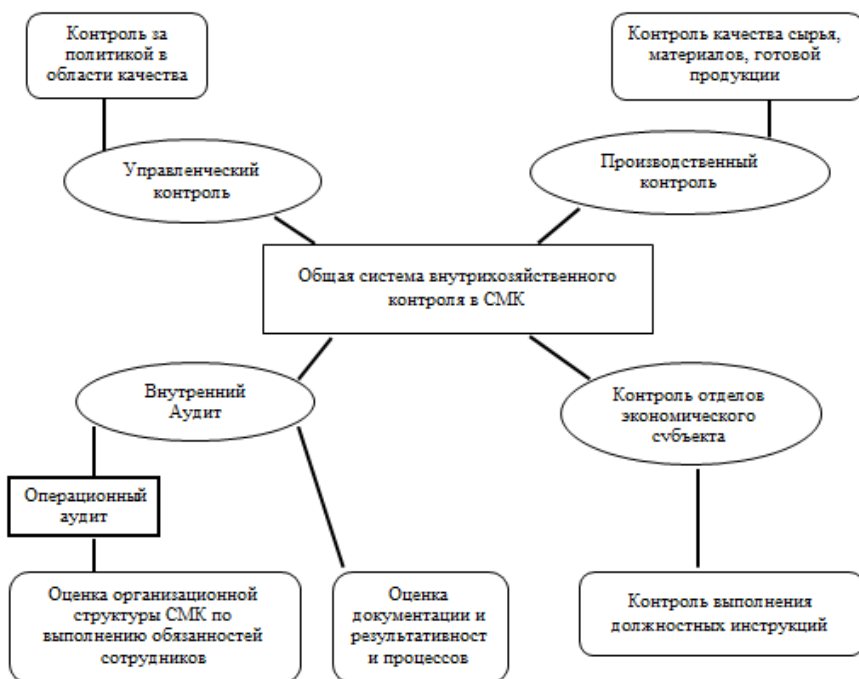 Контроль за
политикой в
области качества
Контроль качества сырья,
материалов, готовой
продукции
Управленческий
контроль
Производственный
контроль
Общая система внутрихозяйственного
контроля в СМК
Внутренний
Аудит
Контроль отделов
экономического
субъекта
Операционный
аудит
Оценка организационной
структуры СМК по
выполнению обязанностей
сотрудников
Оценка
документации и
результативност
и процессов
Контроль выполнения
должностных инструкций